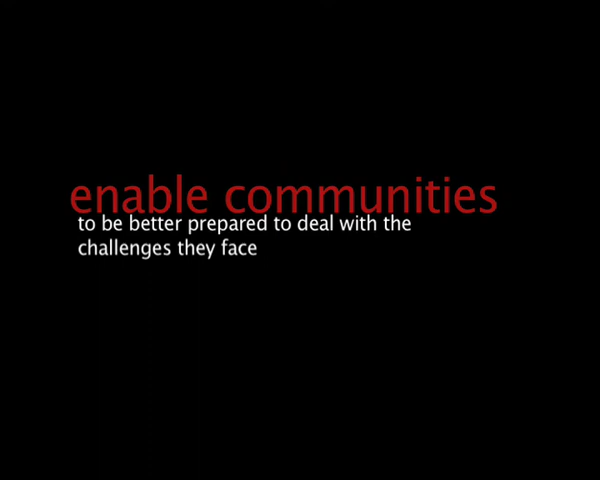 enable communities
to be better prepared to deal with the
challenges they face